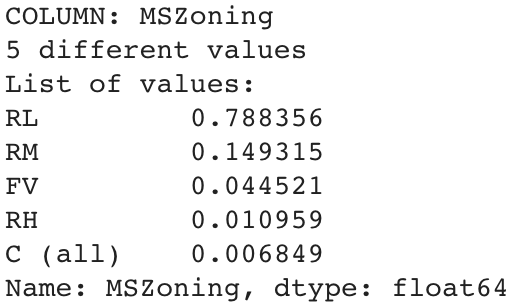 COLUMN: MSZoning
5 different values
List of values:
RL 0.788356
RM 0.149315
FV 0.044521
RH 0.010959
C (all) 0.006849
Name: MSZoning, dtype: float64